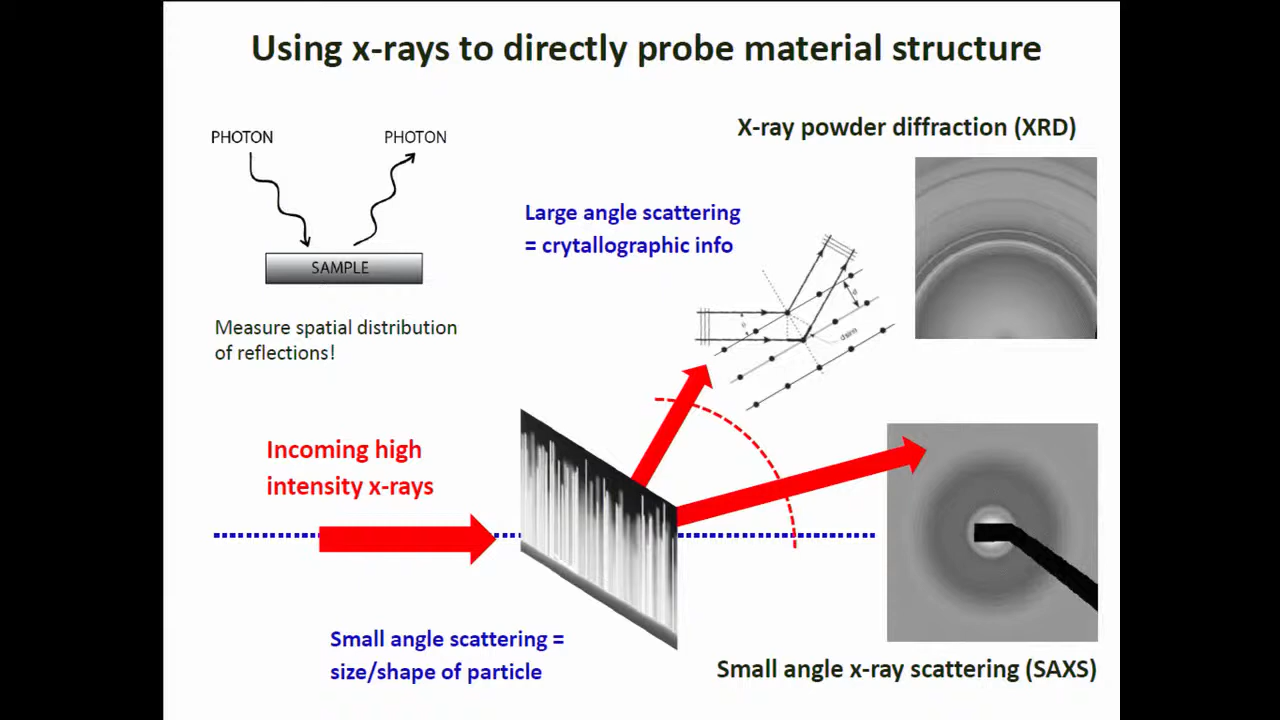 Using x-rays to directly probe material structure
X-ray powder diffraction (XRD)
PHOTON
PHOTON
SAMPLE
Measure spatial distribution
of reflections!
Large angle scattering
= crytallographic info
θ
d
d sinθ
Incoming high
intensity x-rays
Small angle scattering =
size/shape of particle
Small angle x-ray scattering (SAXS)